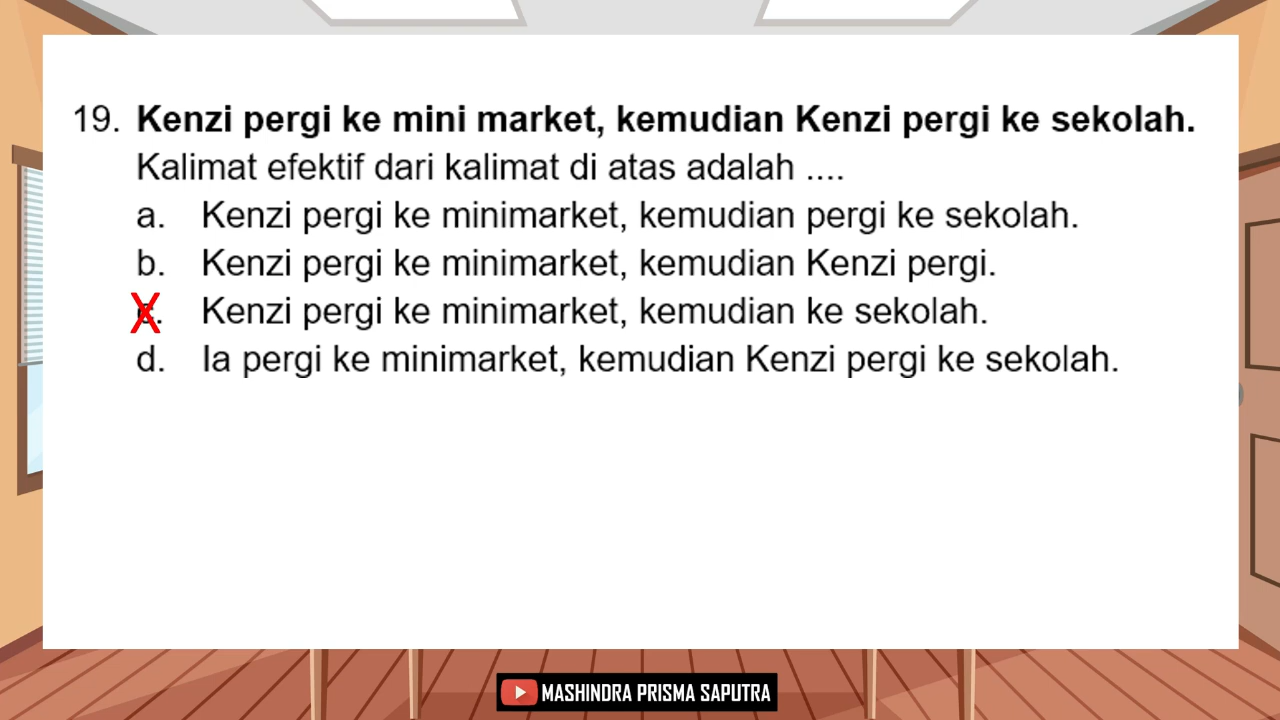 19. Kenzi pergi ke mini market, kemudian Kenzi pergi ke sekolah.
Kalimat efektif dari kalimat di atas adalah ....
a. Kenzi pergi ke minimarket, kemudian pergi ke sekolah.
b. Kenzi pergi ke minimarket, kemudian Kenzi pergi.
c. Kenzi pergi ke minimarket, kemudian ke sekolah.
d. Ia pergi ke minimarket, kemudian Kenzi pergi ke sekolah.
MASHINDRA PRISMA SAPUTRA